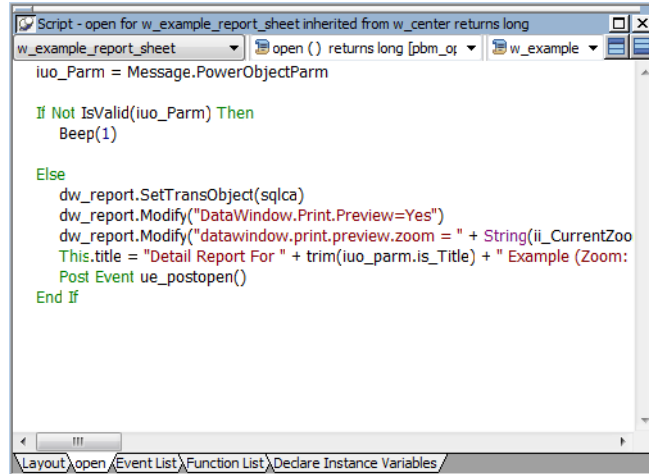 Script - open for w_example_report_sheet inherited from w_center returns long
w_example_report_sheet open ( ) returns long [pbm_op w_example
iuo_Parm = Message.PowerObjectParm
If Not IsValid(iuo_Parm) Then
Beep(1)
Else
dw_report.SetTransObject(sqlca)
dw_report.Modify("DataWindow.Print.Preview=Yes")
dw_report.Modify("datawindow.print.preview.zoom = " + String(ii_CurrentZoo
This.title = "Detail Report For " + trim(iuo_parm.is_Title) + " Example (Zoom:
Post Event ue_postopen()
End If
Layout open Event List Function List Declare Instance Variables